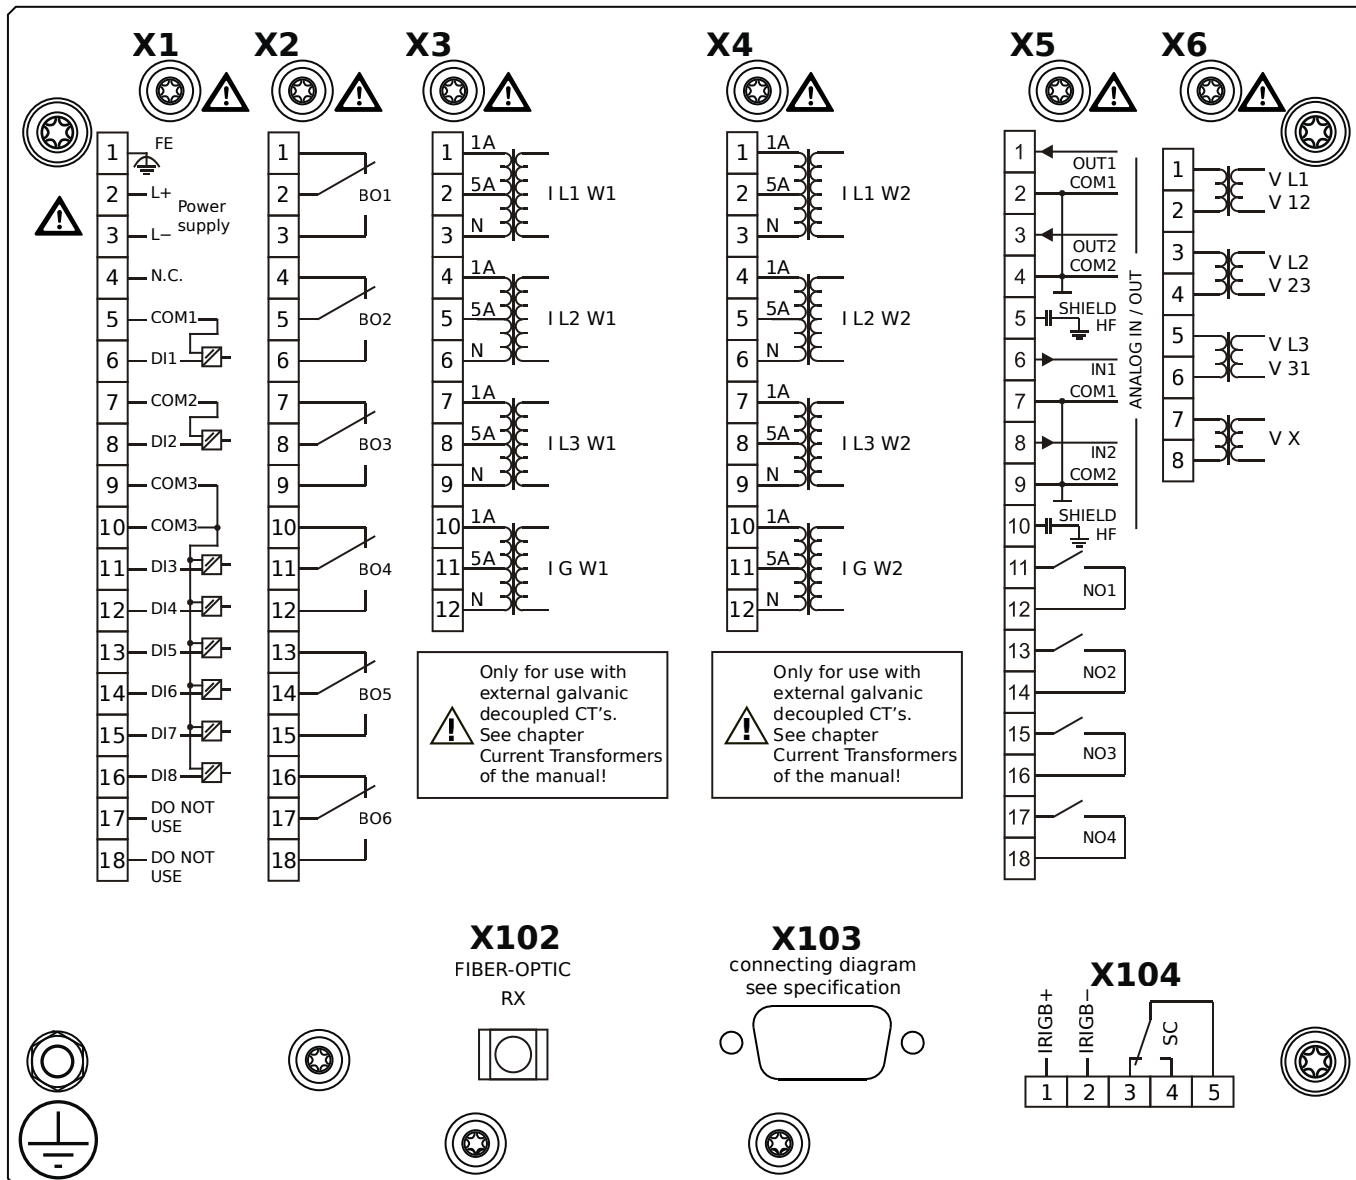 X1
1
FE
2
L+
Power
supply
3
L−
4
N.C.
5
COM1
6
DI1
7
COM2
8
DI2
9
COM3
10
COM3
11
DI3
12
DI4
13
DI5
14
DI6
15
DI7
16
DI8
17
DO NOT
USE
18
DO NOT
USE
X2
1
2
BO1
3
4
5
BO2
6
7
8
BO3
9
10
11
BO4
12
13
14
BO5
15
16
17
BO6
18
X3
1
1A
2
5A
I L1 W1
3
N
4
1A
5
5A
I L2 W1
6
N
7
1A
8
5A
I L3 W1
9
N
10
1A
11
5A
I G W1
12
N
Only for use with
external galvanic
decoupled CT's.
See chapter
Current Transformers
of the manual!
X4
1
1A
2
5A
I L1 W2
3
N
4
1A
5
5A
I L2 W2
6
N
7
1A
8
5A
I L3 W2
9
N
10
1A
11
5A
I G W2
12
N
Only for use with
external galvanic
decoupled CT's.
See chapter
Current Transformers
of the manual!
X5
1
OUT1
2
COM1
3
OUT2
4
COM2
5
SHIELD
HF
6
IN1
7
COM1
8
IN2
9
COM2
10
SHIELD
HF
ANALOG IN / OUT
11
NO1
12
13
NO2
14
15
NO3
16
17
NO4
18
X6
1
V L1
2
V 12
3
V L2
4
V 23
5
V L3
6
V 31
7
V X
8
X102
FIBER-OPTIC
RX
X103
connecting diagram
see specification
X104
IRIGB+
IRIGB−
SC
1 2 3 4 5